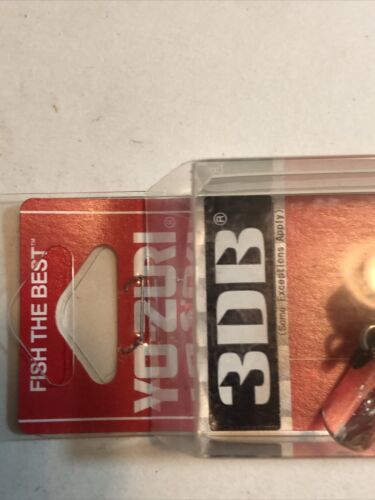 FISH THE BEST™
YO-ZURI®
3DB®
(Some Exceptions Apply)